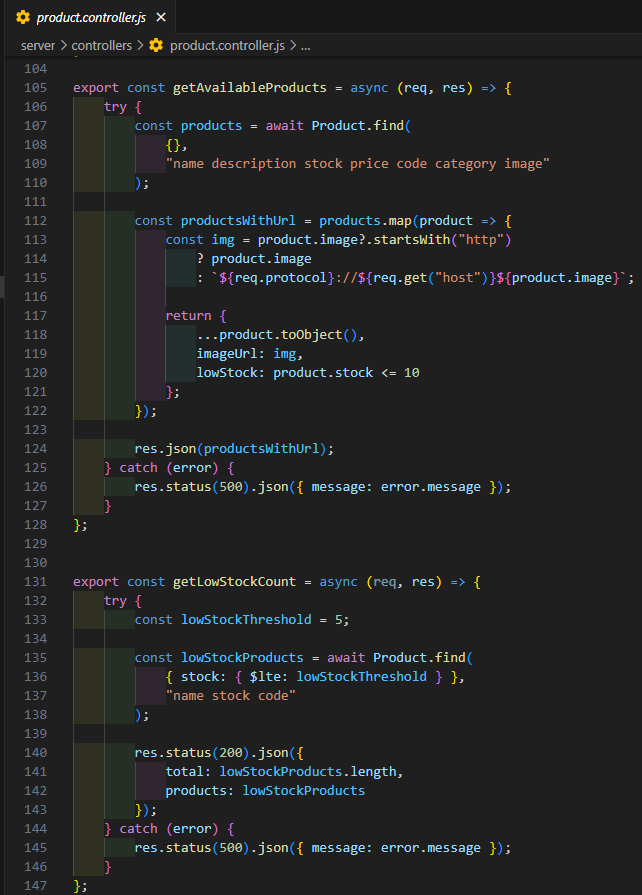 product.controller.js ×
server > controllers > product.controller.js > ...
104
105 export const getAvailableProducts = async (req, res) => {
106     try {
107         const products = await Product.find(
108             {},
109             "name description stock price code category image"
110         );
111
112         const productsWithUrl = products.map(product => {
113             const img = product.image?.startsWith("http")
114                 ? product.image
115                 : `${req.protocol}://${req.get("host")}${product.image}`;
116
117             return {
118                 ...product.toObject(),
119                 imageUrl: img,
120                 lowStock: product.stock <= 10
121             };
122         });
123
124         res.json(productsWithUrl);
125     } catch (error) {
126         res.status(500).json({ message: error.message });
127     }
128 };
129
130
131 export const getLowStockCount = async (req, res) => {
132     try {
133         const lowStockThreshold = 5;
134
135         const lowStockProducts = await Product.find(
136             { stock: { $lte: lowStockThreshold } },
137             "name stock code"
138         );
139
140         res.status(200).json({
141             total: lowStockProducts.length,
142             products: lowStockProducts
143         });
144     } catch (error) {
145         res.status(500).json({ message: error.message });
146     }
147 };